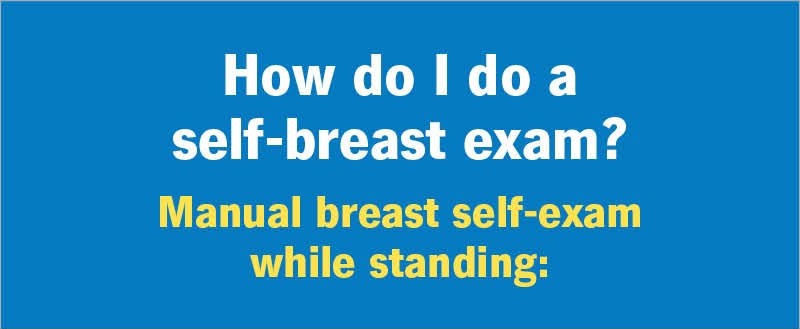 How do I do a
self-breast exam?
Manual breast self-exam
while standing: